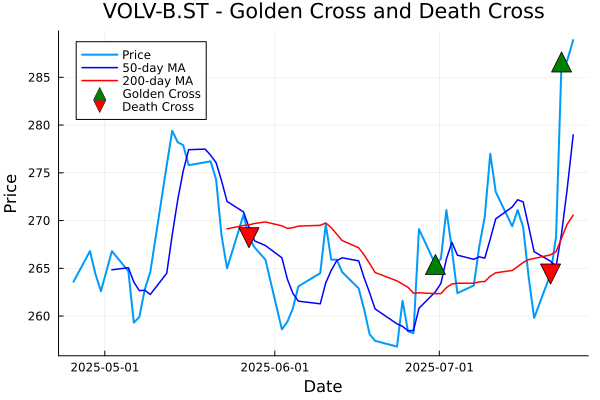 VOLV-B.ST - Golden Cross and Death Cross
Price
50-day MA
200-day MA
Golden Cross
Death Cross
Price
285
280
275
270
265
260
2025-05-01
2025-06-01
2025-07-01
Date